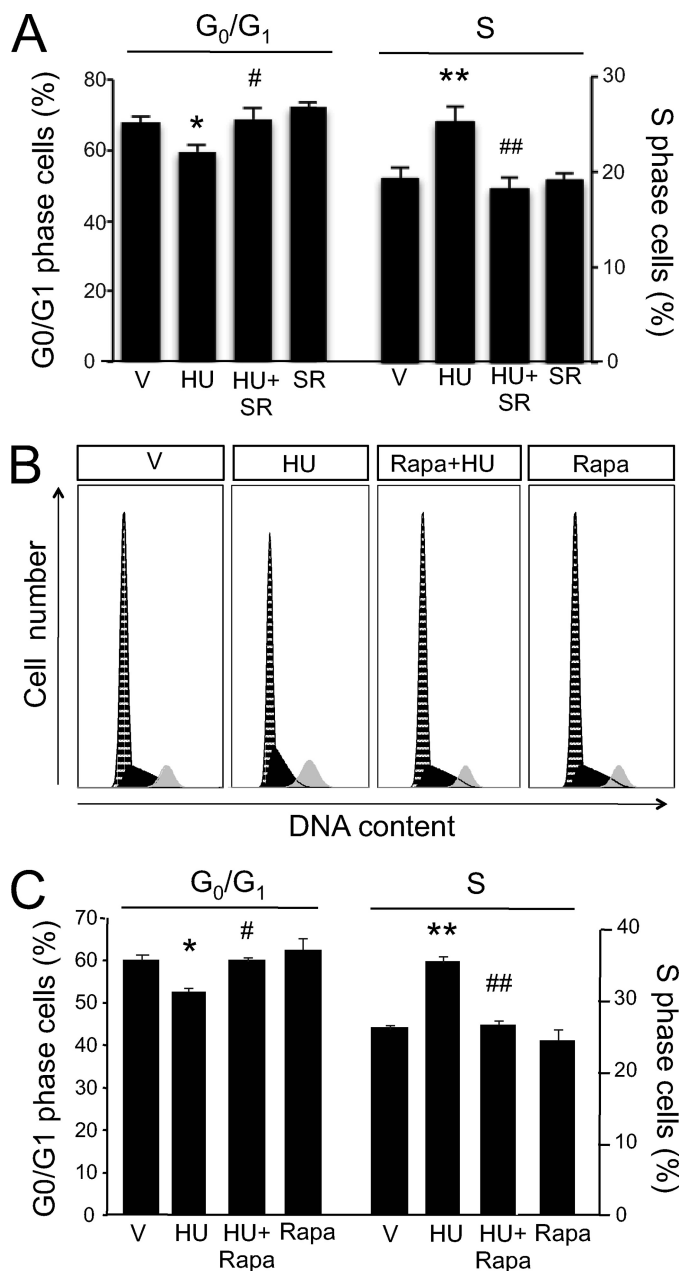 A
G0/G1
S
G0/G1 phase cells (%)
80
60
40
20
0
*
#
**
##
30
20
10
0
S phase cells (%)
V HU HU+ SR V HU HU+ SR
SR SR
B
V HU Rapa+HU Rapa
Cell number
DNA content
C
G0/G1
S
G0/G1 phase cells (%)
70
60
50
40
30
20
10
0
*
#
**
##
40
30
20
10
0
S phase cells (%)
V HU HU+ Rapa V HU HU+ Rapa
Rapa Rapa